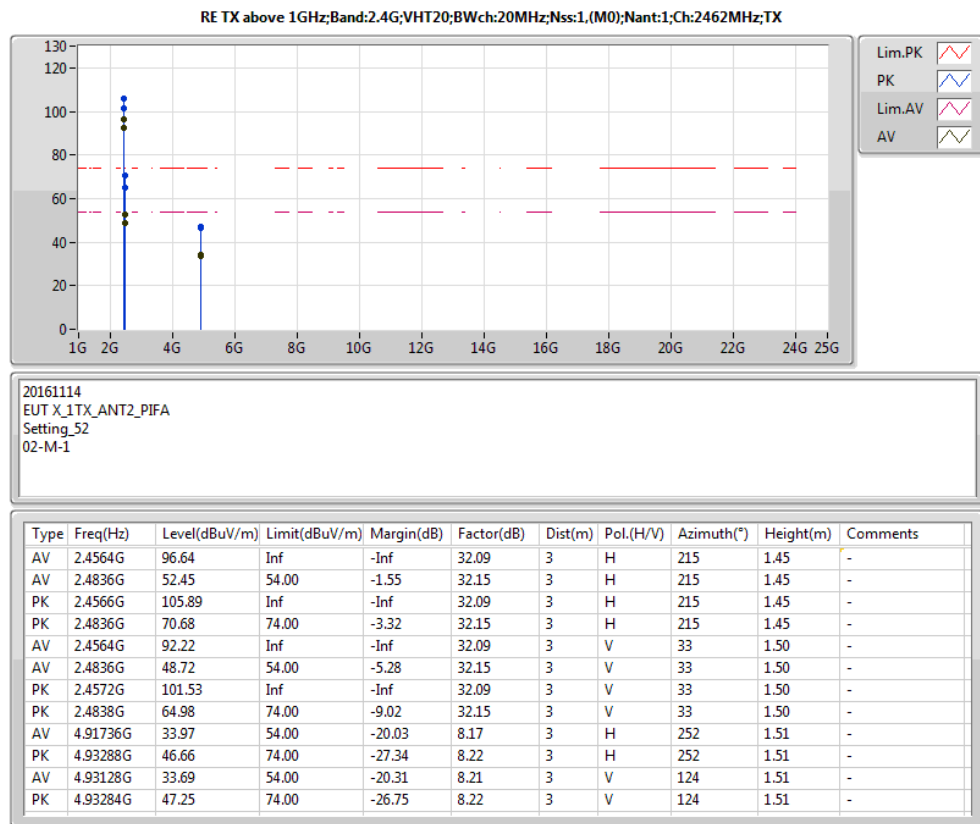 RE TX above 1GHz;Band:2.4G;VHT20;BWch:20MHz;Nss:1,(M0);Nant:1;Ch:2462MHz;TX
130
120
100
80
60
40
20
0
1G 2G 4G 6G 8G 10G 12G 14G 16G 18G 20G 22G 24G 25G
Lim.PK
PK
Lim.AV
AV
20161114
EUT X_1TX_ANT2_PIFA
Setting_52
02-M-1
Type Freq(Hz) Level(dBuV/m) Limit(dBuV/m) Margin(dB) Factor(dB) Dist(m) Pol.(H/V) Azimuth(°) Height(m) Comments
AV 2.4564G 96.64 Inf -Inf 32.09 3 H 215 1.45 -
AV 2.4836G 52.45 54.00 -1.55 32.15 3 H 215 1.45 -
PK 2.4566G 105.89 Inf -Inf 32.09 3 H 215 1.45 -
PK 2.4836G 70.68 74.00 -3.32 32.15 3 H 215 1.45 -
AV 2.4564G 92.22 Inf -Inf 32.09 3 V 33 1.50 -
AV 2.4836G 48.72 54.00 -5.28 32.15 3 V 33 1.50 -
PK 2.4572G 101.53 Inf -Inf 32.09 3 V 33 1.50 -
PK 2.4838G 64.98 74.00 -9.02 32.15 3 V 33 1.50 -
AV 4.91736G 33.97 54.00 -20.03 8.17 3 H 252 1.51 -
PK 4.93288G 46.66 74.00 -27.34 8.22 3 H 252 1.51 -
AV 4.93128G 33.69 54.00 -20.31 8.21 3 V 124 1.51 -
PK 4.93284G 47.25 74.00 -26.75 8.22 3 V 124 1.51 -